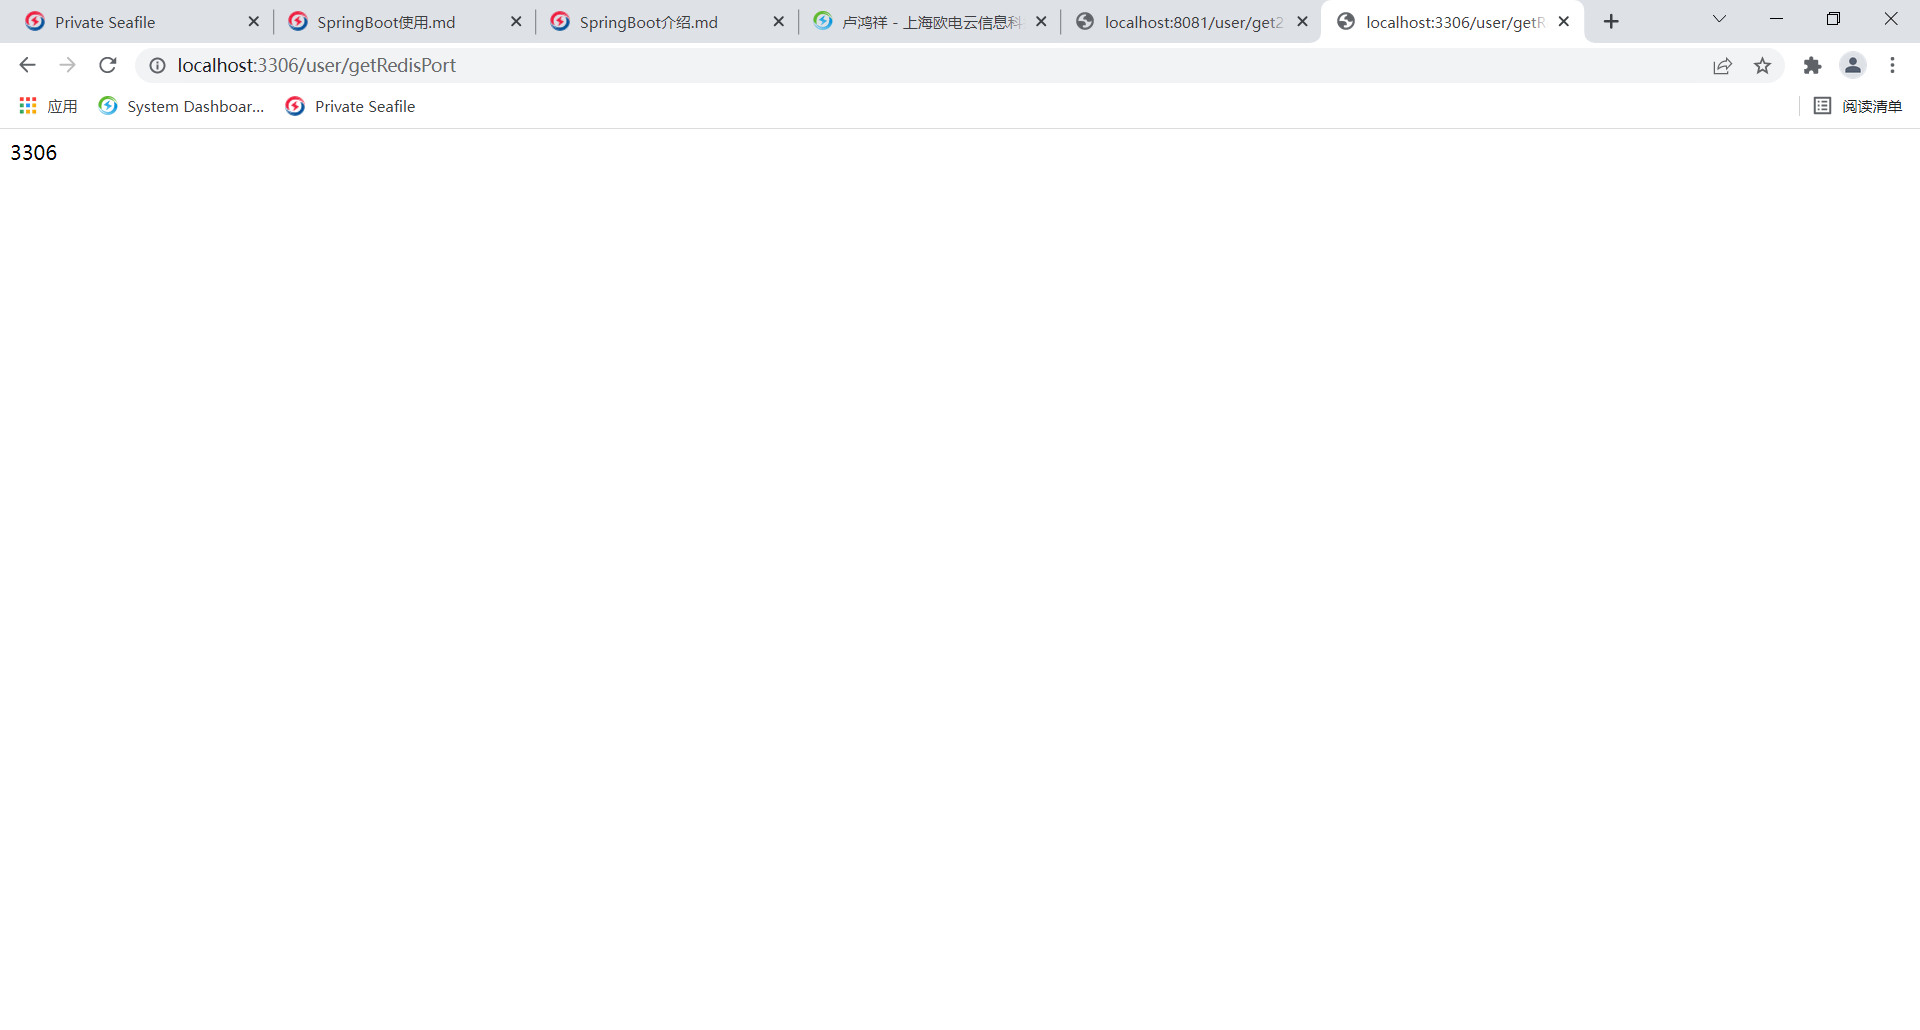 Private Seafile
SpringBoot使用.md
SpringBoot介绍.md
卢鸿祥 - 上海欧电云信息科
localhost:8081/user/get2
localhost:3306/user/getR
localhost:3306/user/getRedisPort
应用
System Dashboar...
Private Seafile
阅读清单
3306